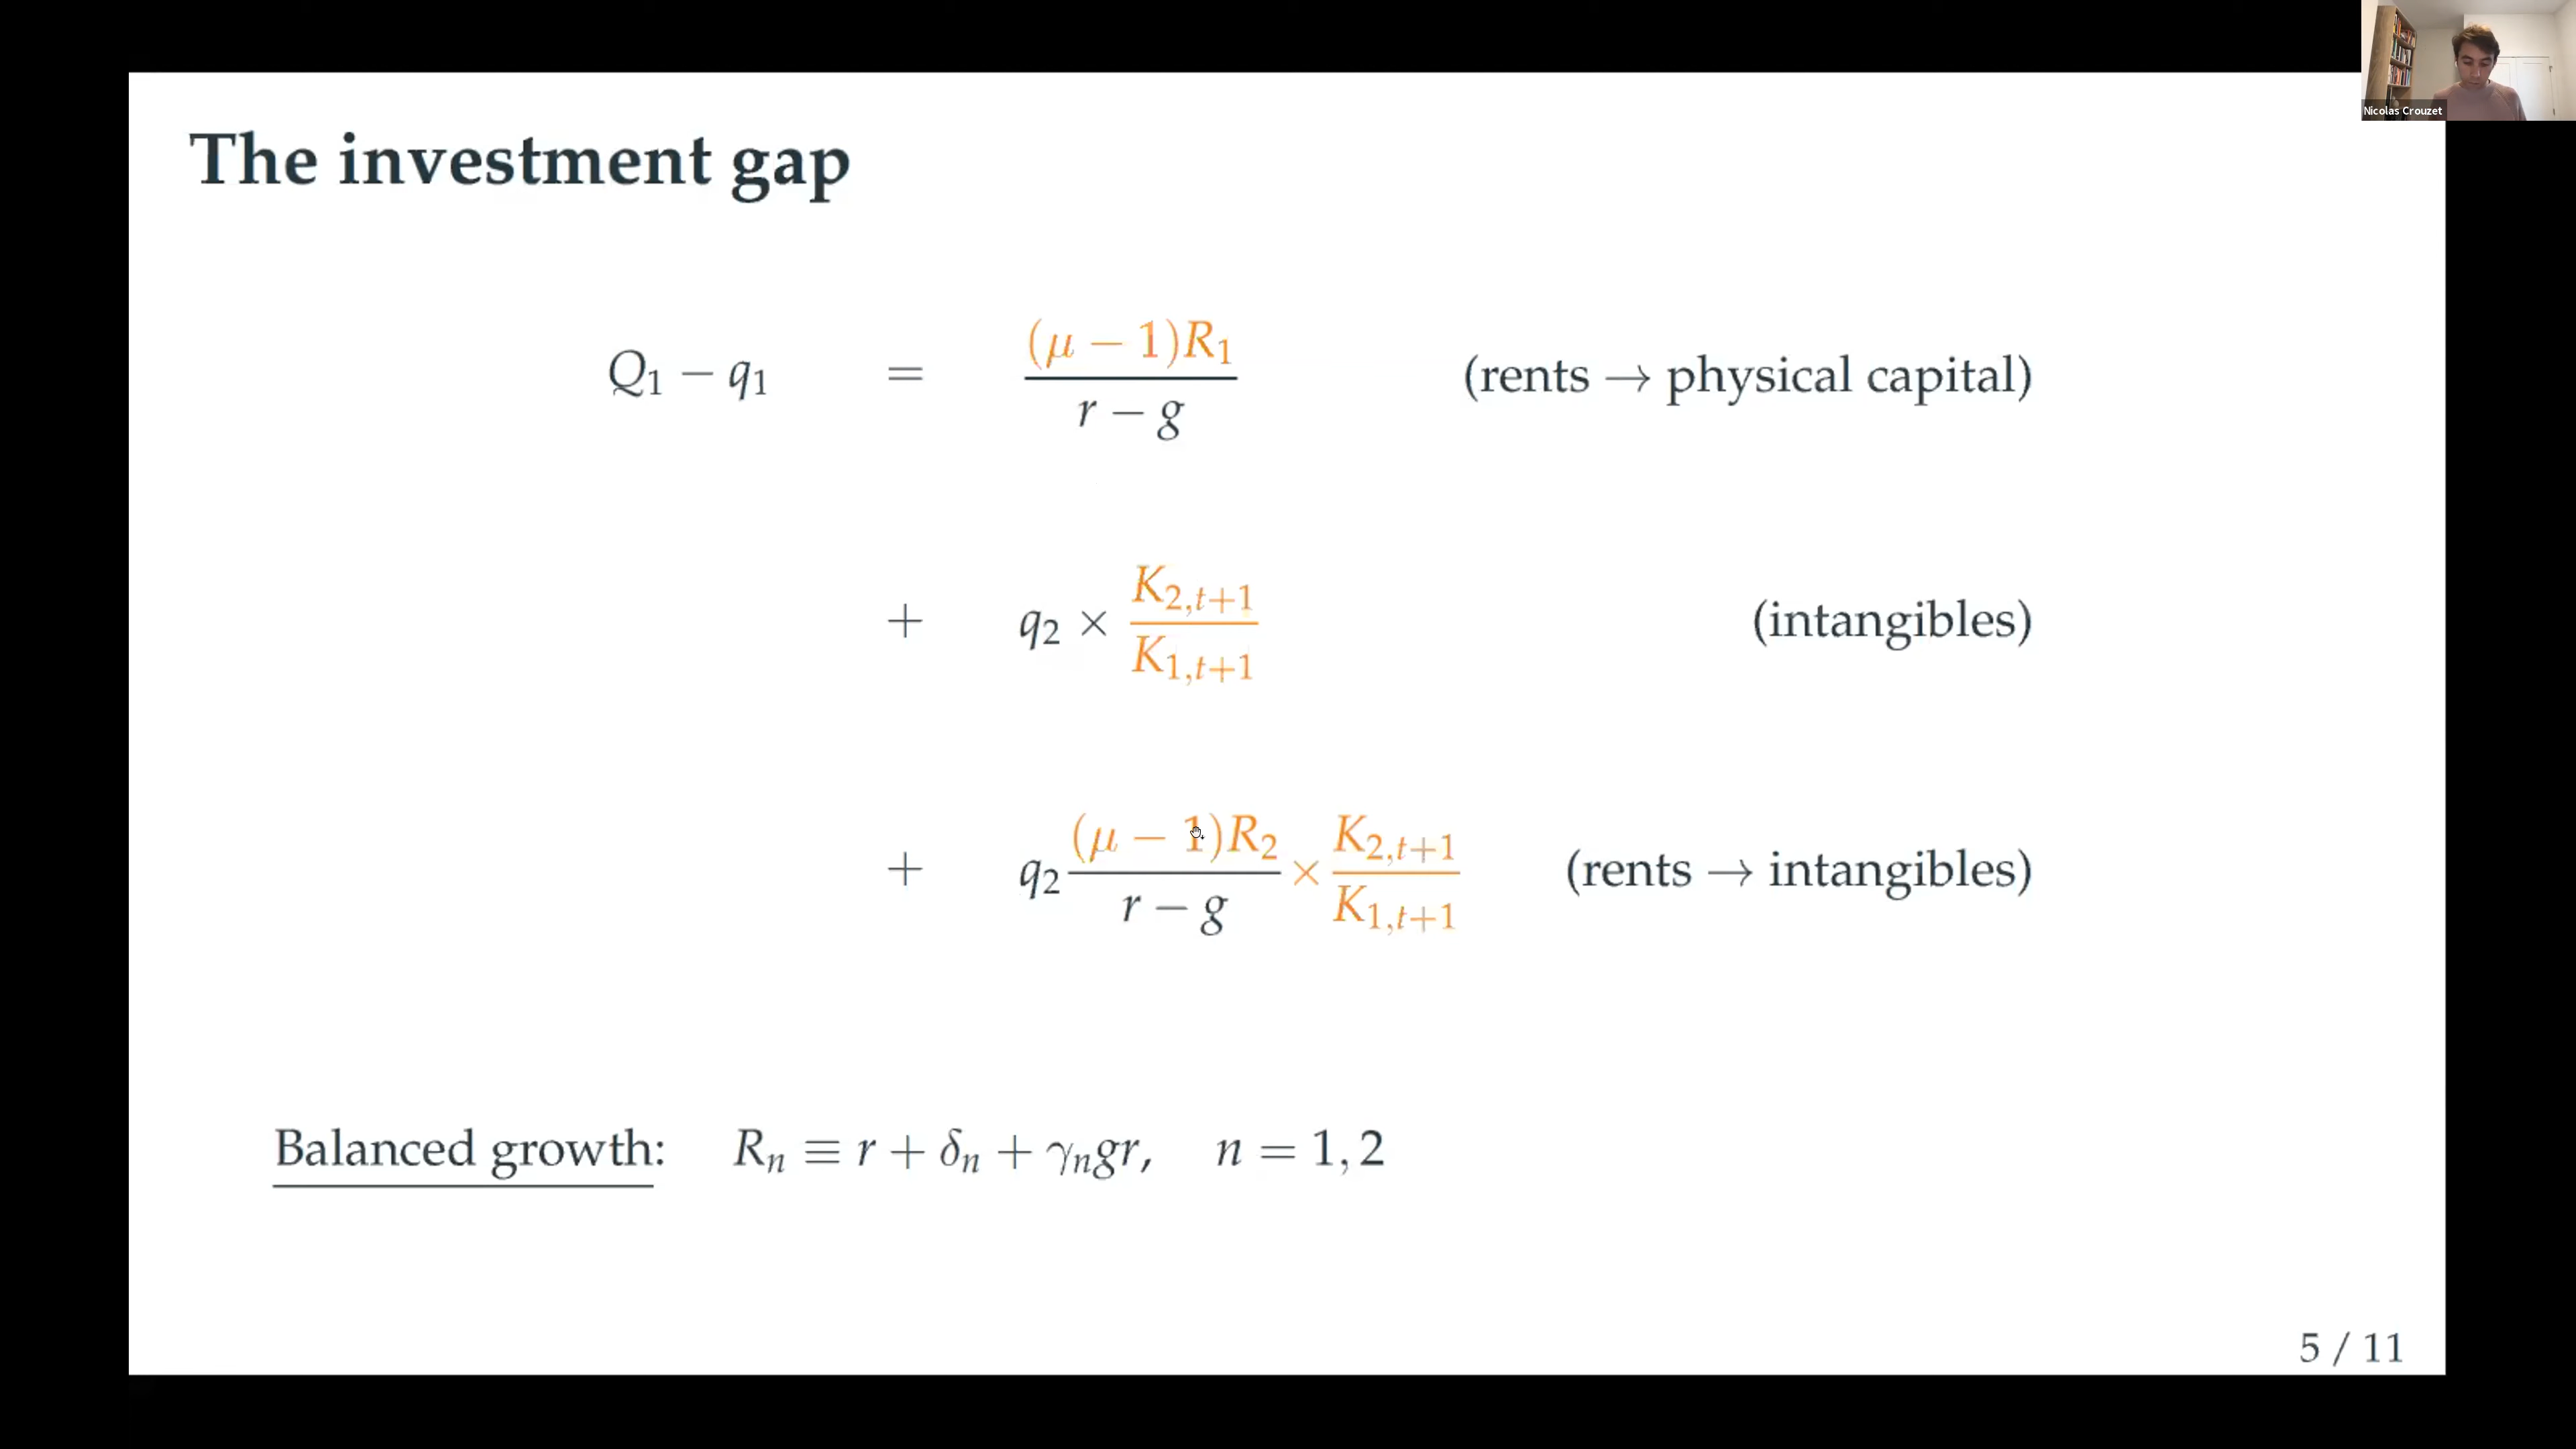 Nicolas Crouzet
The investment gap
Q₁ − q₁ = (μ − 1)R₁ / (r − g) (rents → physical capital)
+ q₂ × K₂,ₜ₊₁ / K₁,ₜ₊₁ (intangibles)
+ q₂ (μ − 1)R₂ / (r − g) × K₂,ₜ₊₁ / K₁,ₜ₊₁ (rents → intangibles)
Balanced growth: Rₙ ≡ r + δₙ + γₙgr, n = 1, 2
5 / 11